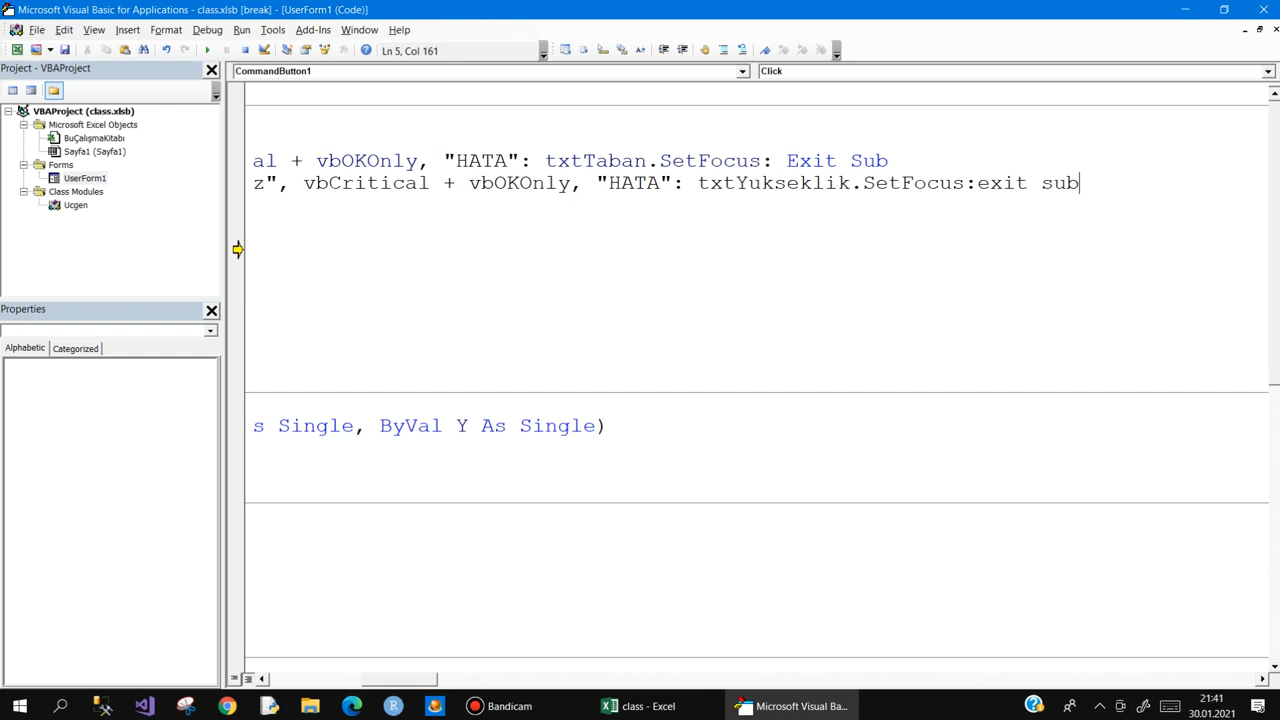 Microsoft Visual Basic for Applications - class.xlsb [break] - [UserForm1 (Code)]
File Edit View Insert Format Debug Run Tools Add-Ins Window Help
Ln 5, Col 161
Project - VBAProject
CommandButton1
Click
VBAProject (class.xlsb)
Microsoft Excel Objects
BuÇalışmaKitabı
Sayfa1 (Sayfa1)
Forms
UserForm1
Class Modules
Ucgen
al + vbOKOnly, "HATA": txtTaban.SetFocus: Exit Sub
z", vbCritical + vbOKOnly, "HATA": txtYukseklik.SetFocus:exit sub
Properties
Alphabetic Categorized
s Single, ByVal Y As Single)
Bandicam
class - Excel
Microsoft Visual Ba...
21:41
30.01.2021